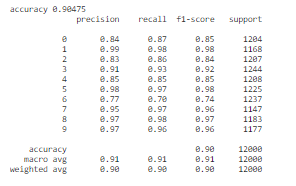 accuracy 0.90475
precision recall f1-score support
0 0.84 0.87 0.85 1204
1 0.99 0.98 0.98 1168
2 0.83 0.86 0.84 1207
3 0.91 0.93 0.92 1244
4 0.85 0.85 0.85 1208
5 0.98 0.97 0.98 1225
6 0.77 0.70 0.74 1237
7 0.95 0.97 0.96 1147
8 0.97 0.98 0.97 1183
9 0.97 0.96 0.96 1177
accuracy 0.90 12000
macro avg 0.91 0.91 0.91 12000
weighted avg 0.90 0.90 0.90 12000